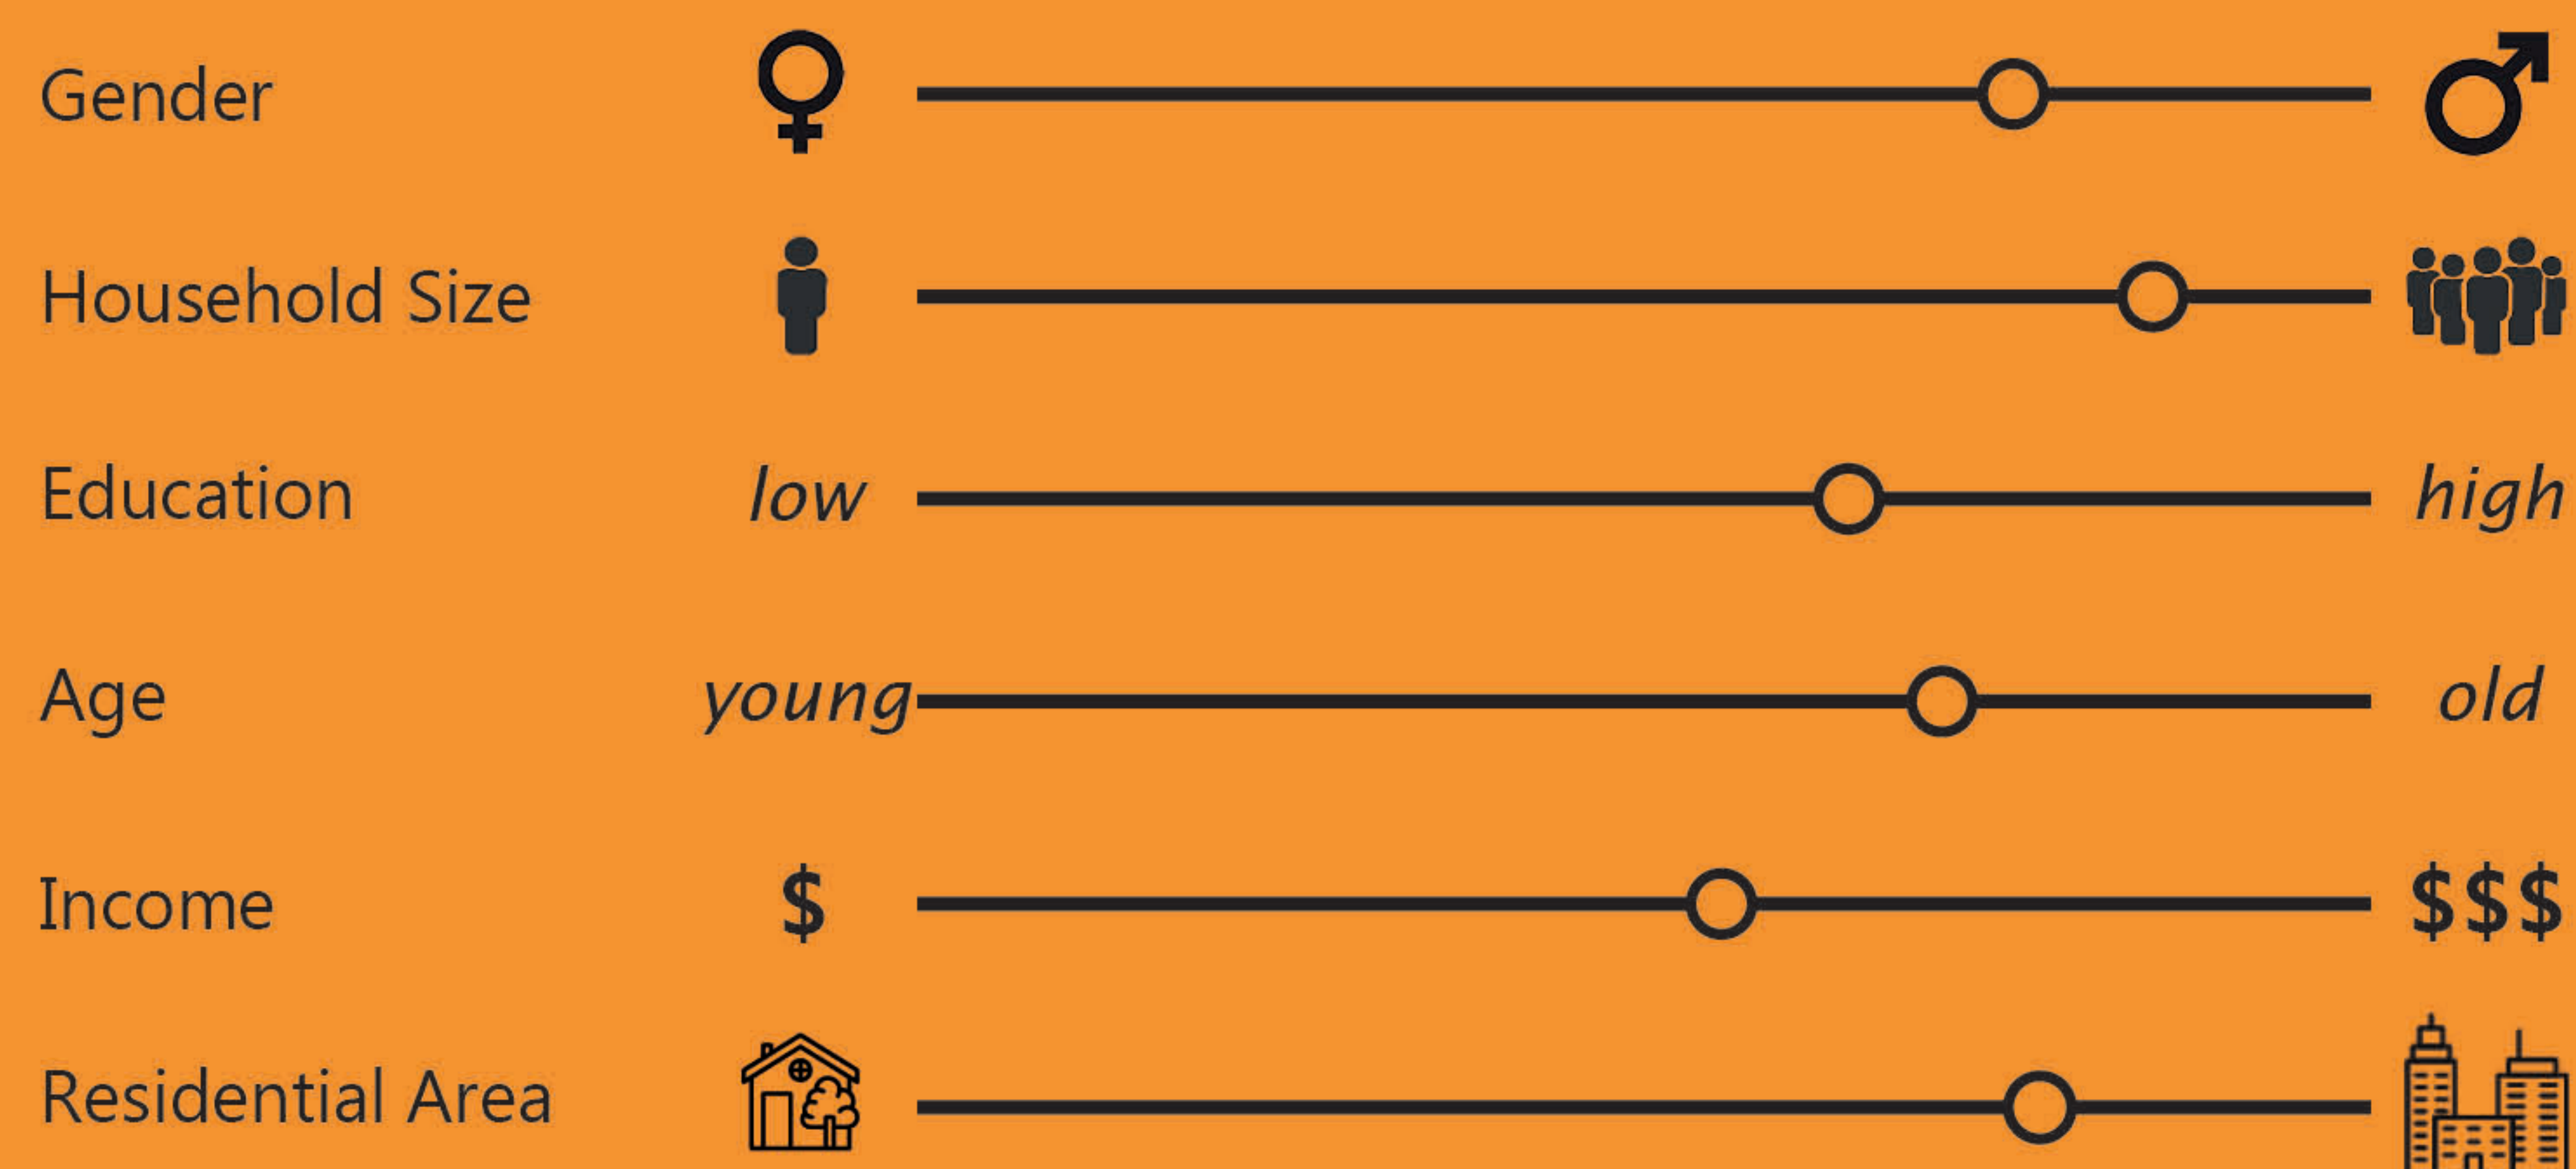 Gender
Household Size
Education low high
Age young old
Income $ $$$
Residential Area